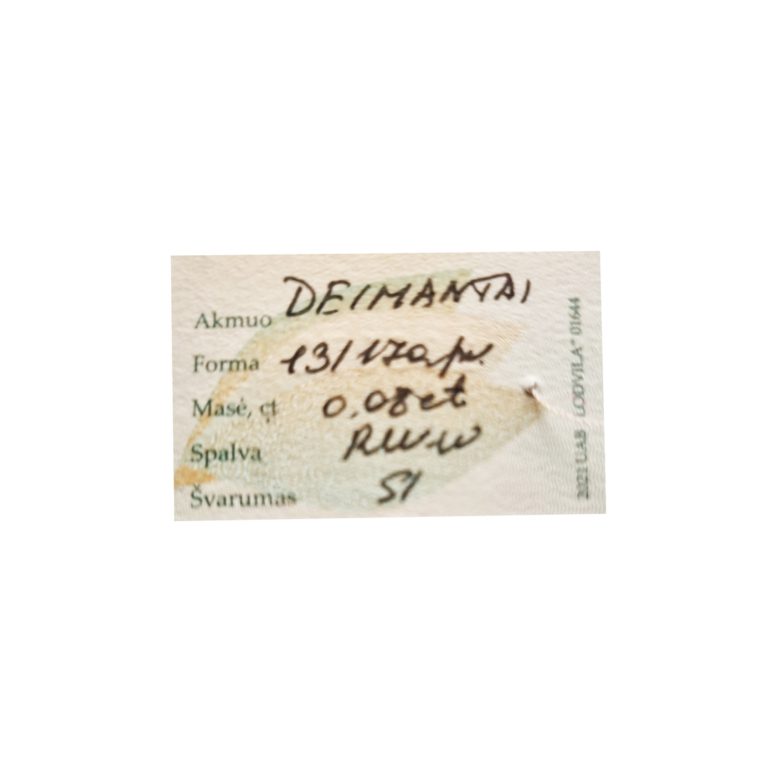 Akmuo DEIMANTAI
Forma 13/17ap.
Masė, ct 0,08ct
Spalva RW-W
Švarumas SI
2021 UAB „LODVILA“ 01644